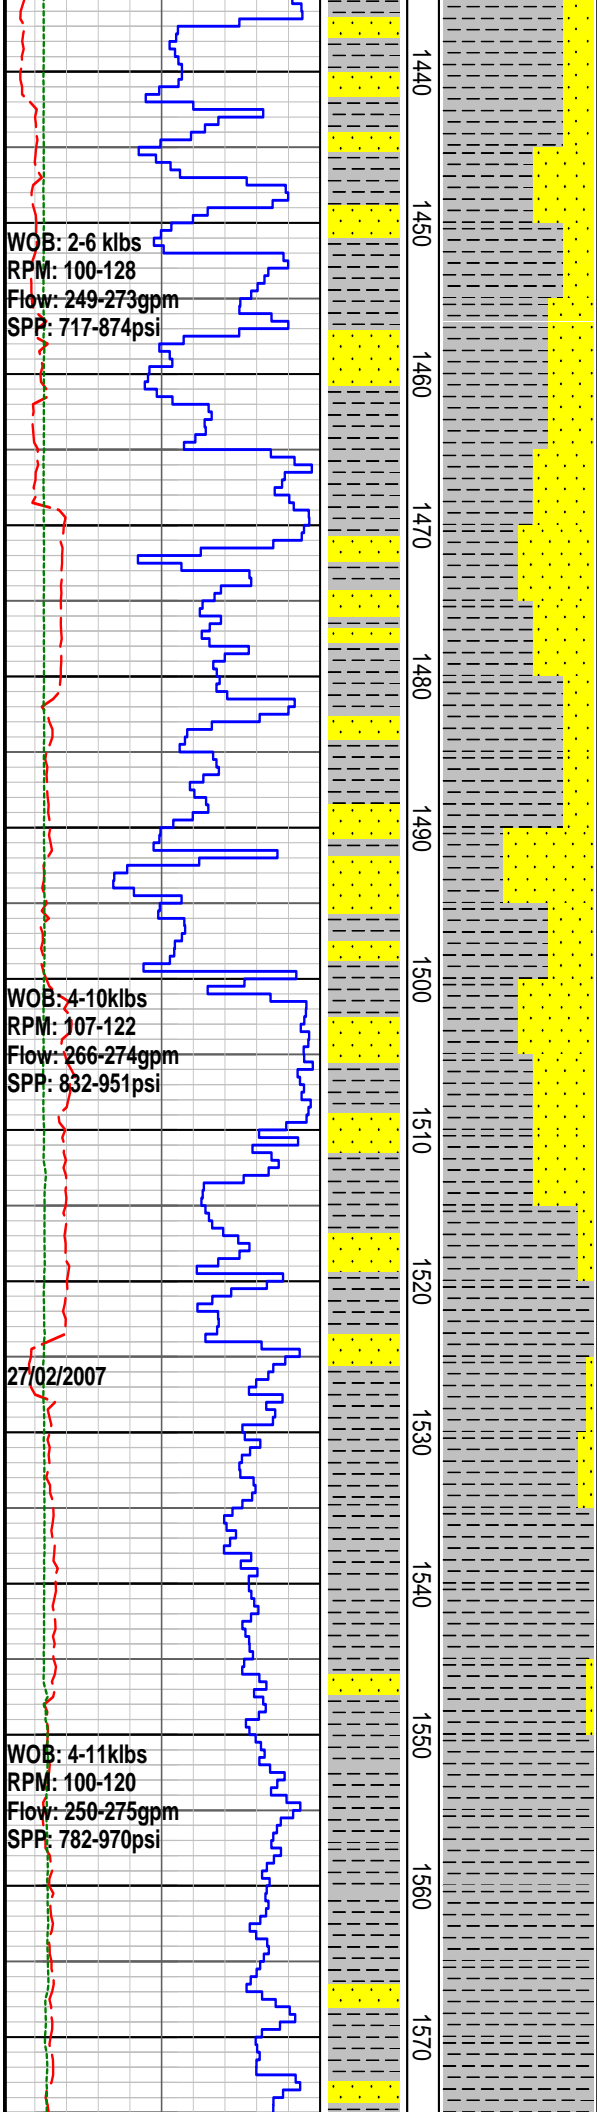 1440
1450
WOB: 2-6 klbs
RPM: 100-128
Flow: 249-273gpm
SPP: 717-874psi
1460
1470
1480
1490
1500
WOB: 4-10klbs
RPM: 107-122
Flow: 266-274gpm
SPP: 832-951psi
1510
1520
27/02/2007
1530
1540
1550
WOB: 4-11klbs
RPM: 100-120
Flow: 250-275gpm
SPP: 782-970psi
1560
1570